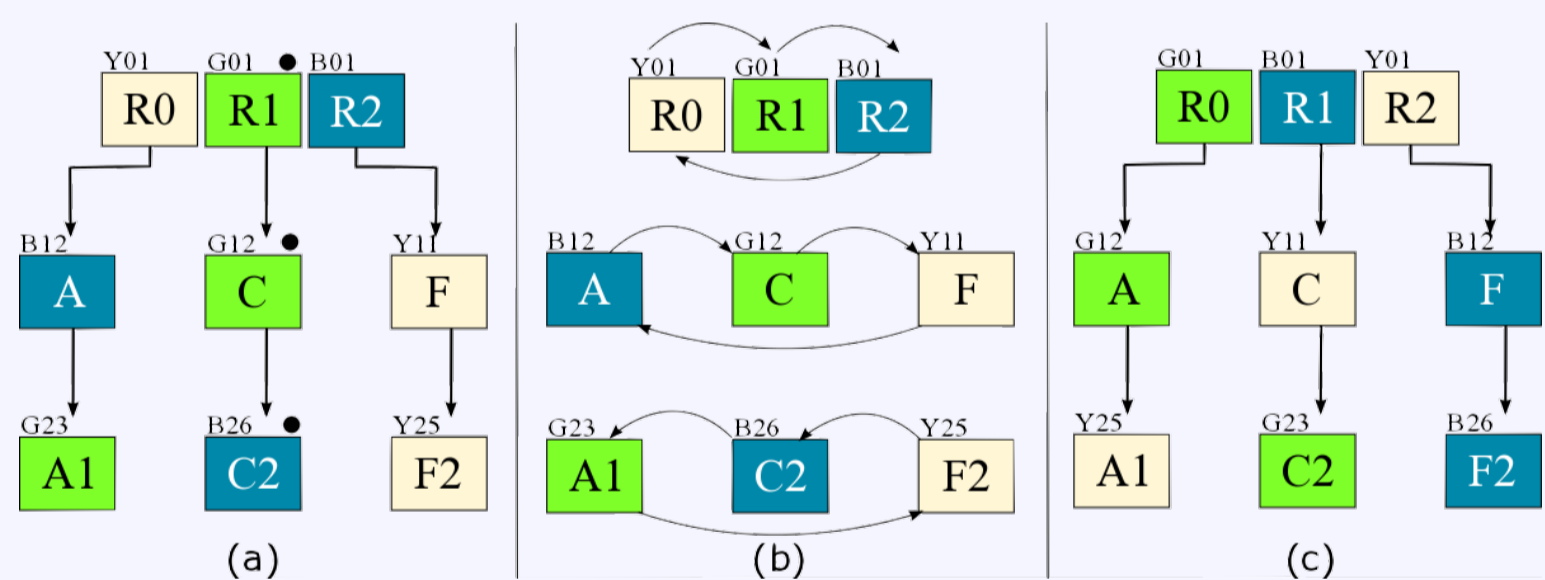 Y01 G01 B01
R0 R1 R2
B12 G12 Y11
A C F
G23 B26 Y25
A1 C2 F2
(a)
Y01 G01 B01
R0 R1 R2
B12 G12 Y11
A C F
G23 B26 Y25
A1 C2 F2
(b)
G01 B01 Y01
R0 R1 R2
G12 Y11 B12
A C F
Y25 G23 B26
A1 C2 F2
(c)